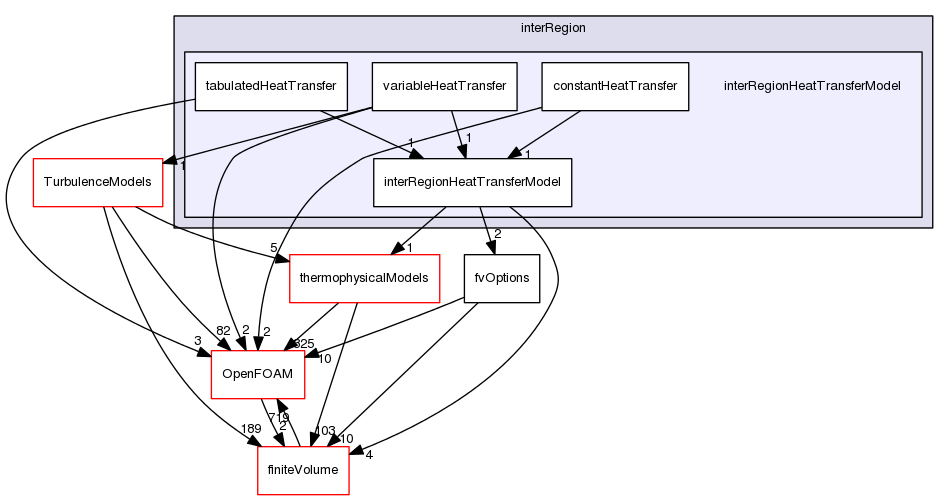 interRegion
tabulatedHeatTransfer
variableHeatTransfer
constantHeatTransfer
interRegionHeatTransferModel
1
1
1
1
TurbulenceModels
interRegionHeatTransferModel
5
1
2
thermophysicalModels
fvOptions
3
82
2
2
325
10
OpenFOAM
719
2
189
103
10
4
finiteVolume